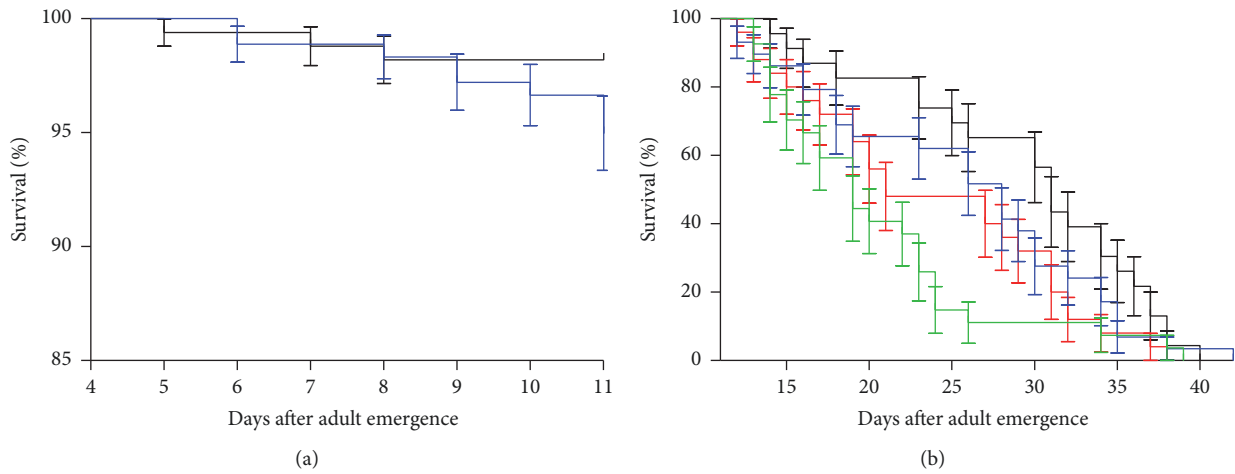 100
95
90
85
Survival (%)
4 5 6 7 8 9 10 11
Days after adult emergence
(a)
100
80
60
40
20
0
Survival (%)
15 20 25 30 35 40
Days after adult emergence
(b)